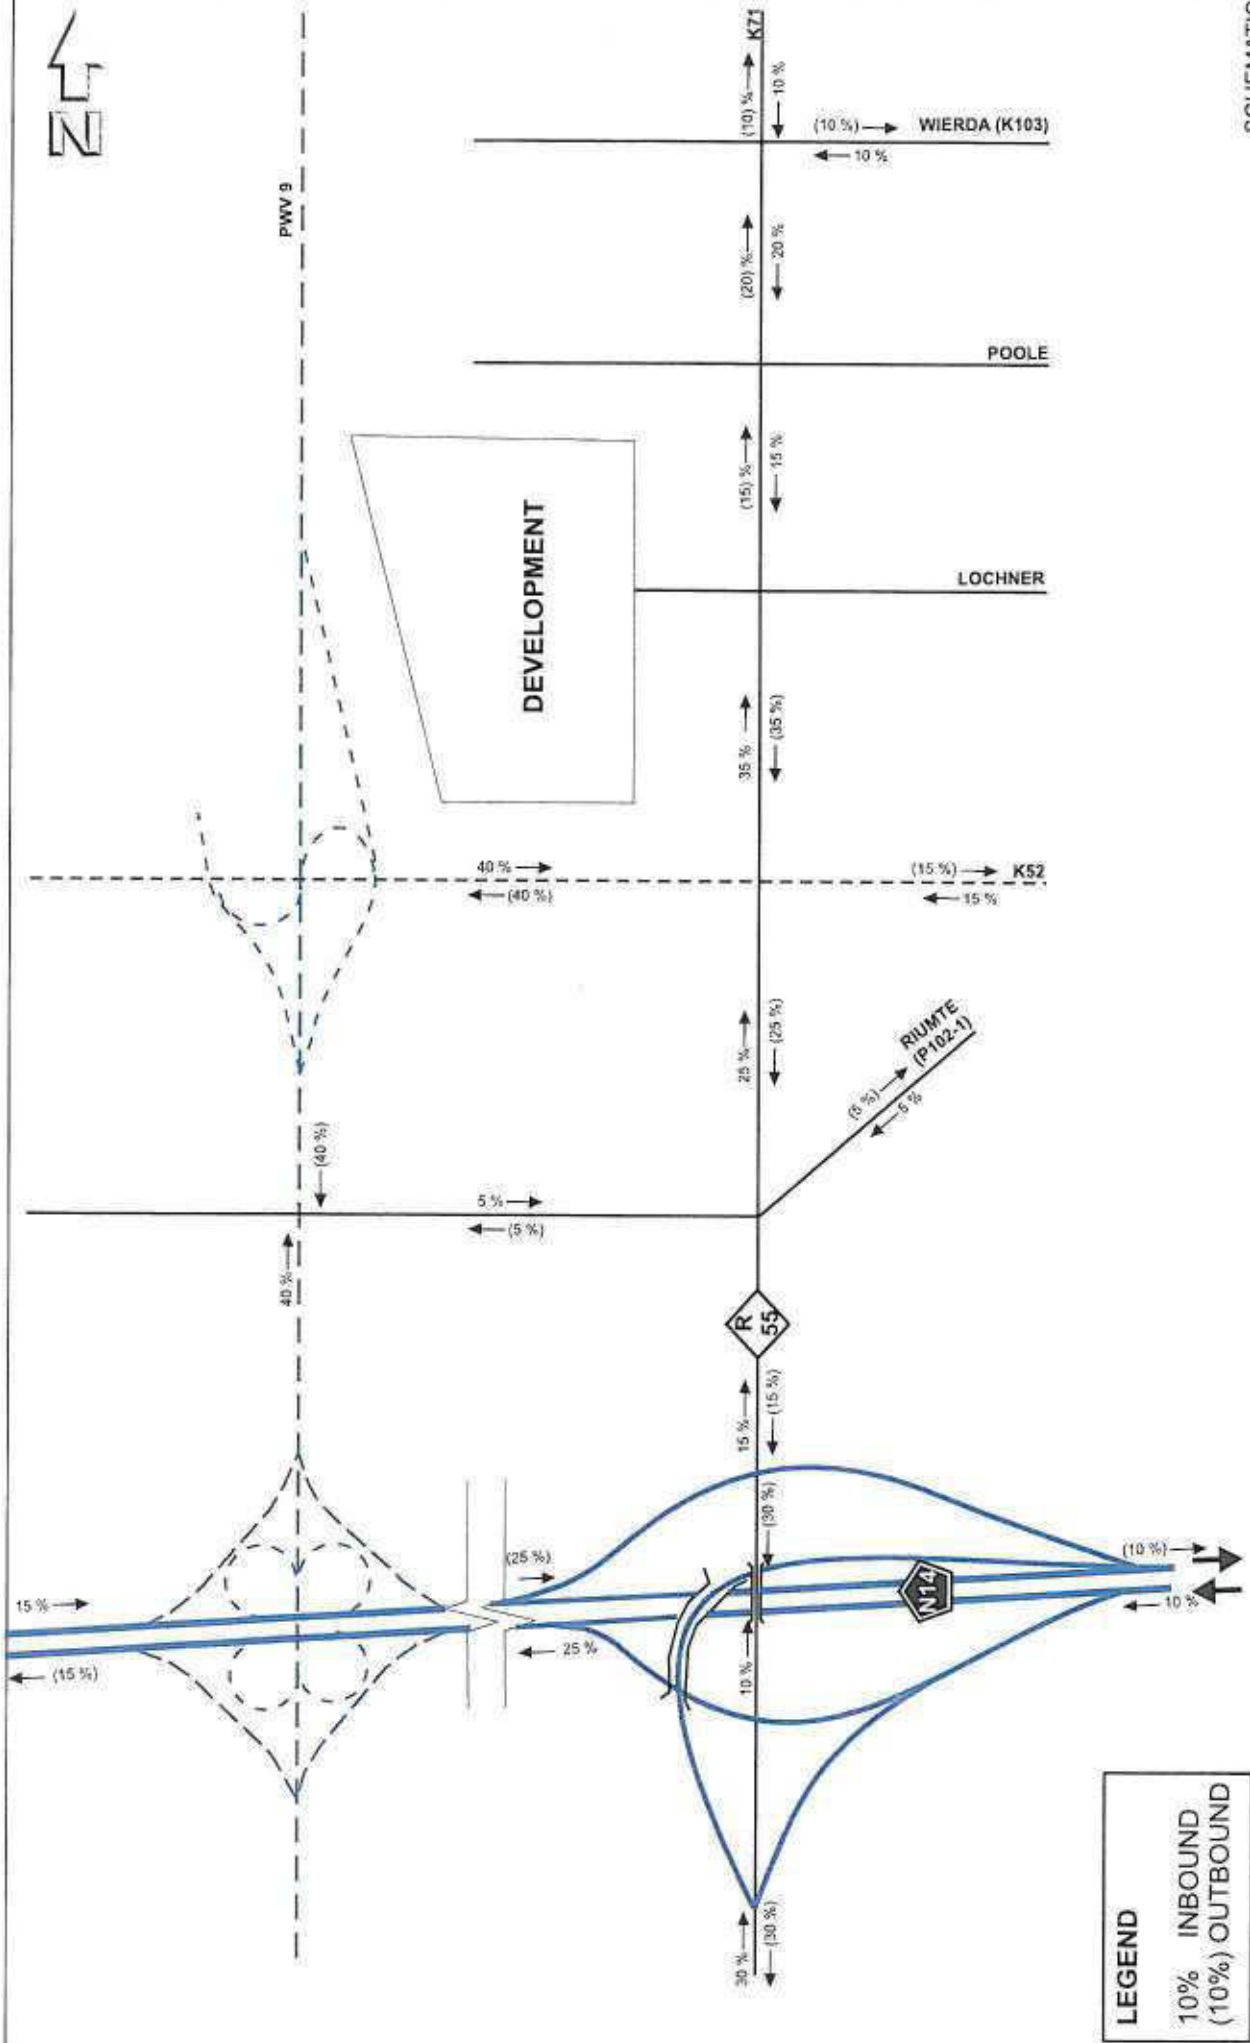 N
PWV 9
K71
(10) %
10 %
(10 %)
10 %
WIERDA (K103)
(20) %
20 %
POOLE
(15) %
15 %
DEVELOPMENT
LOCHNER
35 %
(35 %)
40 %
(40 %)
(15 %)
15 %
K52
25 %
(25 %)
RIUMTE
(P102-1)
(5 %)
5 %
(40 %)
40 %
5 %
(5 %)
R
55
15 %
(15 %)
(30 %)
(25 %)
25 %
15 %
(15 %)
10 %
N14
(10 %)
10 %
30 %
(30 %)
LEGEND
10% INBOUND
(10%) OUTBOUND